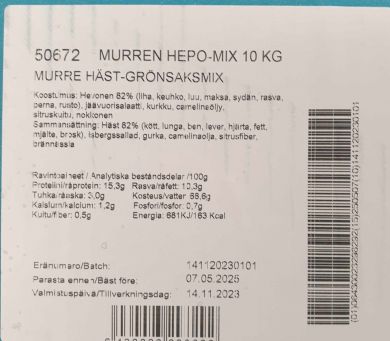 50672 MURREN HEPO-MIX 10 KG
MURRE HÄST-GRÖNSAKSMIX
Koostumus: Hevonen 82% (liha, keuhko, luu, maksa, sydän, rasva,
perna, rusto), jäävuorisalaatti, kurkku, camelinaöljy,
sitruskuitu, nokkonen
Sammansättning: Häst 82% (kött, lunga, ben, lever, hjärta, fett,
mjälte, brosk), isbergssallad, gurka, camelinaolja, sitrusfiber,
brännässla
Ravintoaineet / Analytiska beståndsdelar /100g
Proteiini/råprotein: 15,3g Rasva/råfett: 10,3g
Tuhka/råaska: 3,0g Kosteus/vatten 68,6g
Kalsium/kalcium: 1,2g Fosfori/fosfor: 0,7g
Kuitu/fiber: 0,5g Energia: 681KJ/163 Kcal
Eränumero/Batch: 141120230101
Parasta ennen/Bäst före: 07.05.2025
Valmistuspäivä/Tillverkningsdag: 14.11.2023